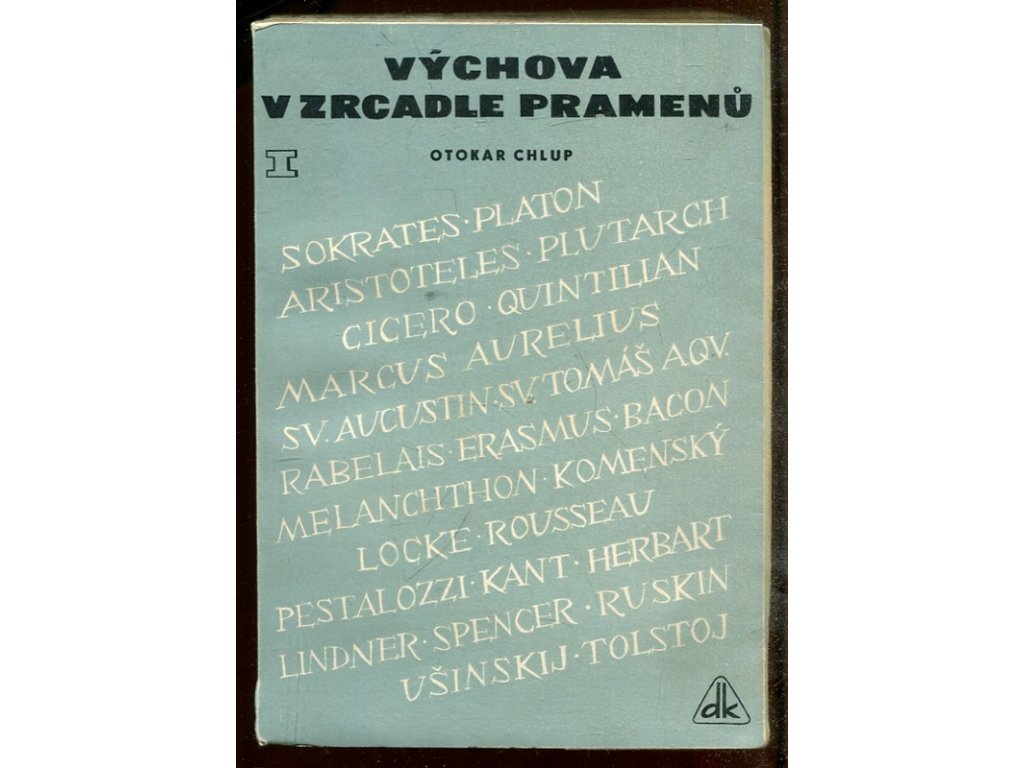 VÝCHOVA
V ZRCADLE PRAMENŮ
OTOKAR CHLUP
I
SOKRATES · PLATON
ARISTOTELES · PLUTARCH
CICERO · QUINTILIAN
MARCUS AURELIUS
SV. AUGUSTIN · SV. TOMÁŠ AQV.
RABELAIS · ERASMUS · BACON
MELANCHTHON · KOMENSKÝ
LOCKE · ROUSSEAU
PESTALOZZI · KANT · HERBART
LINDNER · SPENCER · RUSKIN
UŠINSKIJ · TOLSTOJ
dk